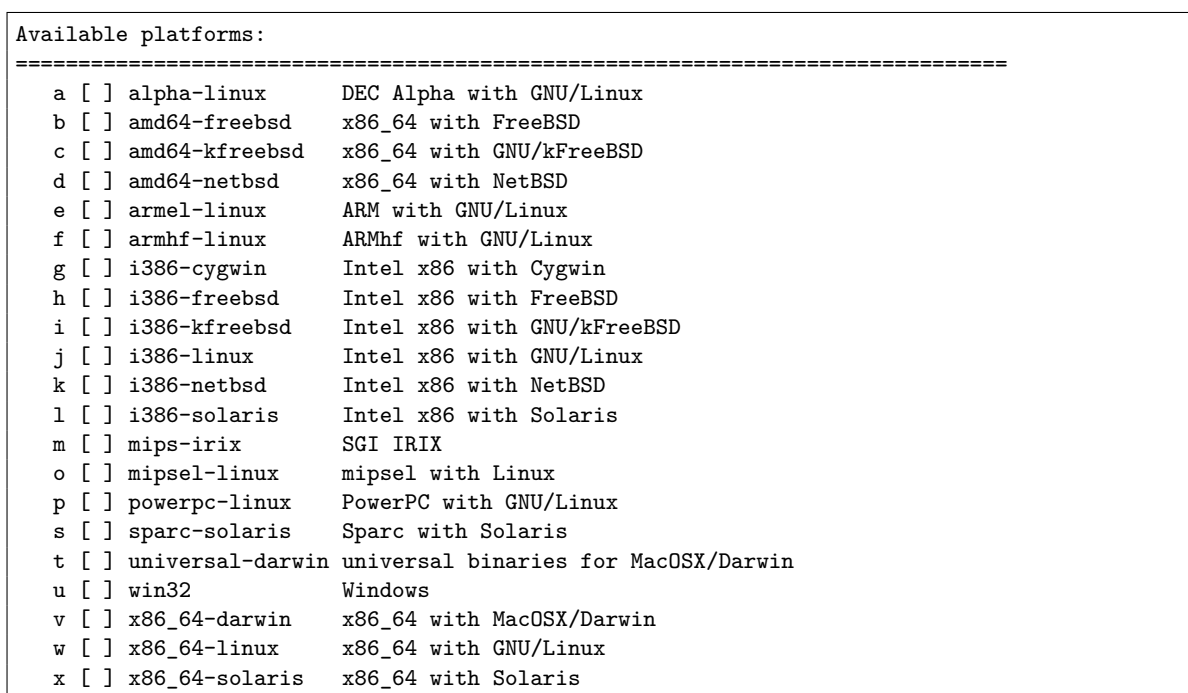 Available platforms:
===============================================================================
   a [ ] alpha-linux      DEC Alpha with GNU/Linux
   b [ ] amd64-freebsd    x86_64 with FreeBSD
   c [ ] amd64-kfreebsd   x86_64 with GNU/kFreeBSD
   d [ ] amd64-netbsd     x86_64 with NetBSD
   e [ ] armel-linux      ARM with GNU/Linux
   f [ ] armhf-linux      ARMhf with GNU/Linux
   g [ ] i386-cygwin      Intel x86 with Cygwin
   h [ ] i386-freebsd     Intel x86 with FreeBSD
   i [ ] i386-kfreebsd    Intel x86 with GNU/kFreeBSD
   j [ ] i386-linux       Intel x86 with GNU/Linux
   k [ ] i386-netbsd      Intel x86 with NetBSD
   l [ ] i386-solaris     Intel x86 with Solaris
   m [ ] mips-irix        SGI IRIX
   o [ ] mipsel-linux     mipsel with Linux
   p [ ] powerpc-linux    PowerPC with GNU/Linux
   s [ ] sparc-solaris    Sparc with Solaris
   t [ ] universal-darwin universal binaries for MacOSX/Darwin
   u [ ] win32            Windows
   v [ ] x86_64-darwin    x86_64 with MacOSX/Darwin
   w [ ] x86_64-linux     x86_64 with GNU/Linux
   x [ ] x86_64-solaris   x86_64 with Solaris